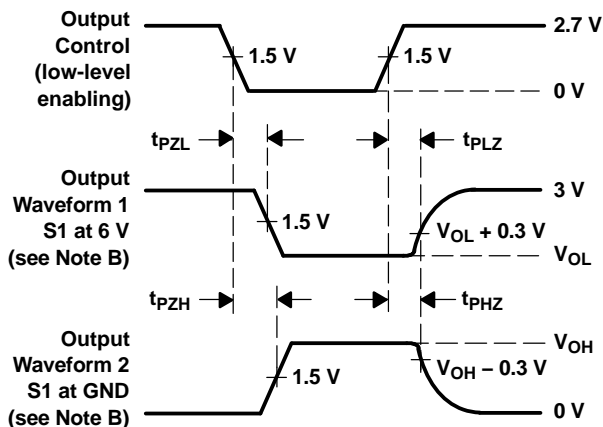 Output
Control
(low-level
enabling)
1.5 V
1.5 V
2.7 V
0 V
tPZL
tPLZ
Output
Waveform 1
S1 at 6 V
(see Note B)
1.5 V
3 V
VOL + 0.3 V
VOL
tPZH
tPHZ
Output
Waveform 2
S1 at GND
(see Note B)
1.5 V
VOH
VOH – 0.3 V
0 V